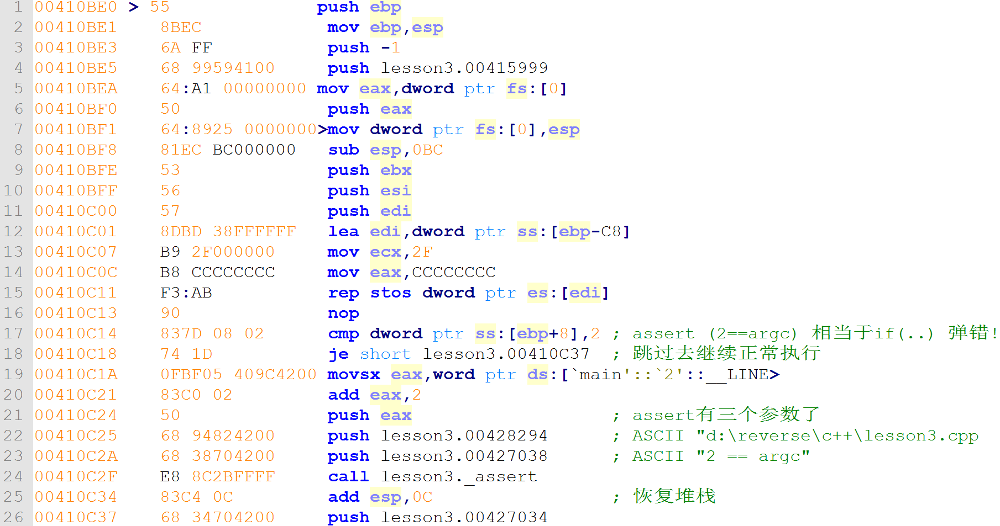 1 00410BE0 > 55 push ebp
2 00410BE1 8BEC mov ebp,esp
3 00410BE3 6A FF push -1
4 00410BE5 68 99594100 push lesson3.00415999
5 00410BEA 64:A1 00000000 mov eax,dword ptr fs:[0]
6 00410BF0 50 push eax
7 00410BF1 64:8925 0000000>mov dword ptr fs:[0],esp
8 00410BF8 81EC BC000000 sub esp,0BC
9 00410BFE 53 push ebx
10 00410BFF 56 push esi
11 00410C00 57 push edi
12 00410C01 8DBD 38FFFFFF lea edi,dword ptr ss:[ebp-C8]
13 00410C07 B9 2F000000 mov ecx,2F
14 00410C0C B8 CCCCCCCC mov eax,CCCCCCCC
15 00410C11 F3:AB rep stos dword ptr es:[edi]
16 00410C13 90 nop
17 00410C14 837D 08 02 cmp dword ptr ss:[ebp+8],2 ; assert (2==argc) 相当于if(..) 弹错!
18 00410C18 74 1D je short lesson3.00410C37 ; 跳过去继续正常执行
19 00410C1A 0FBF05 409C4200 movsx eax,word ptr ds:[`main'::`2'::__LINE>
20 00410C21 83C0 02 add eax,2
21 00410C24 50 push eax ; assert有三个参数了
22 00410C25 68 94824200 push lesson3.00428294 ; ASCII "d:\reverse\c++\lesson3.cpp
23 00410C2A 68 38704200 push lesson3.00427038 ; ASCII "2 == argc"
24 00410C2F E8 8C2BFFFF call lesson3._assert
25 00410C34 83C4 0C add esp,0C ; 恢复堆栈
26 00410C37 68 34704200 push lesson3.00427034